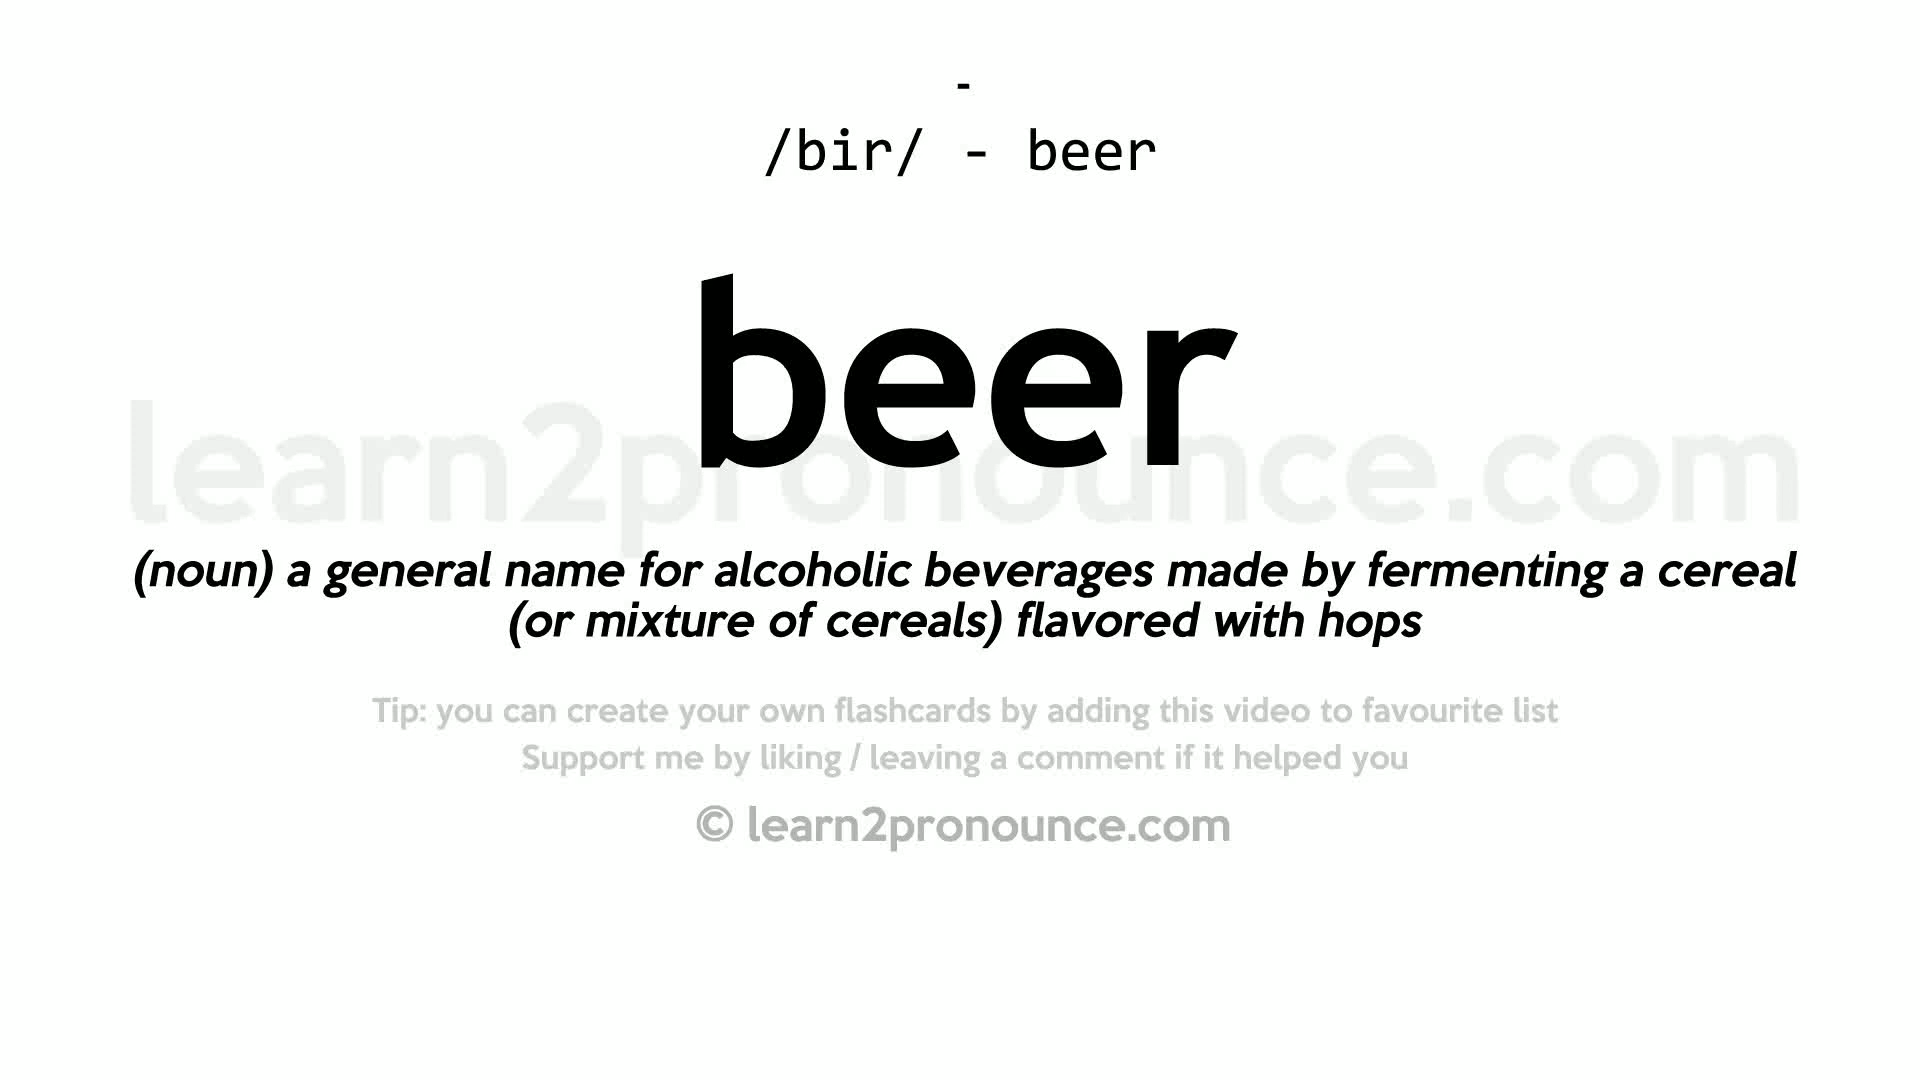 -
/bir/ - beer
beer
learn2pronounce.com
(noun) a general name for alcoholic beverages made by fermenting a cereal
(or mixture of cereals) flavored with hops
Tip: you can create your own flashcards by adding this video to favourite list
Support me by liking / leaving a comment if it helped you
© learn2pronounce.com